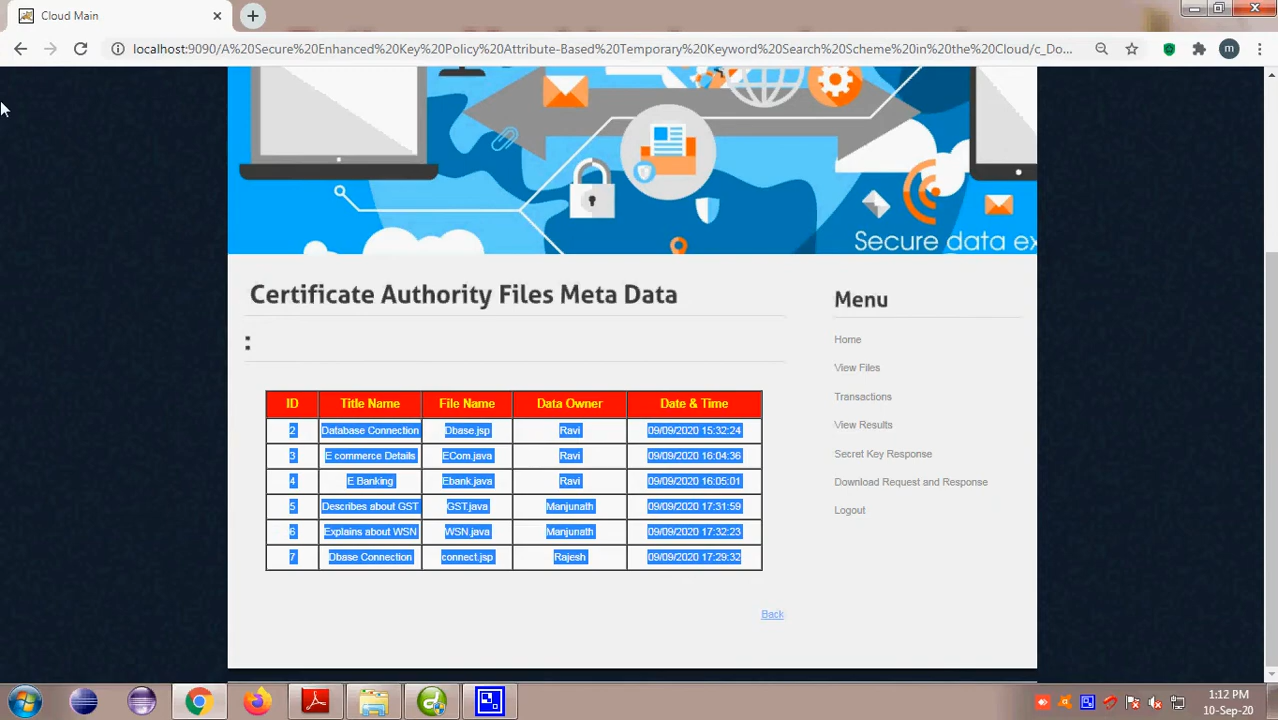 Cloud Main
localhost:9090/A%20Secure%20Enhanced%20Key%20Policy%20Attribute-Based%20Temporary%20Keyword%20Search%20Scheme%20in%20the%20Cloud/c_Do...
m
Secure data ex
Certificate Authority Files Meta Data
:
ID Title Name File Name Data Owner Date & Time
2 Database Connection Dbase.jsp Ravi 09/09/2020 15:32:24
3 E commerce Details ECom.java Ravi 09/09/2020 16:04:36
4 E Banking Ebank.java Ravi 09/09/2020 16:05:01
5 Describes about GST GST.java Manjunath 09/09/2020 17:31:59
6 Explains about WSN WSN.java Manjunath 09/09/2020 17:32:23
7 Dbase Connection connect.jsp Rajesh 09/09/2020 17:29:32
Back
Menu
Home
View Files
Transactions
View Results
Secret Key Response
Download Request and Response
Logout
1:12 PM
10-Sep-20